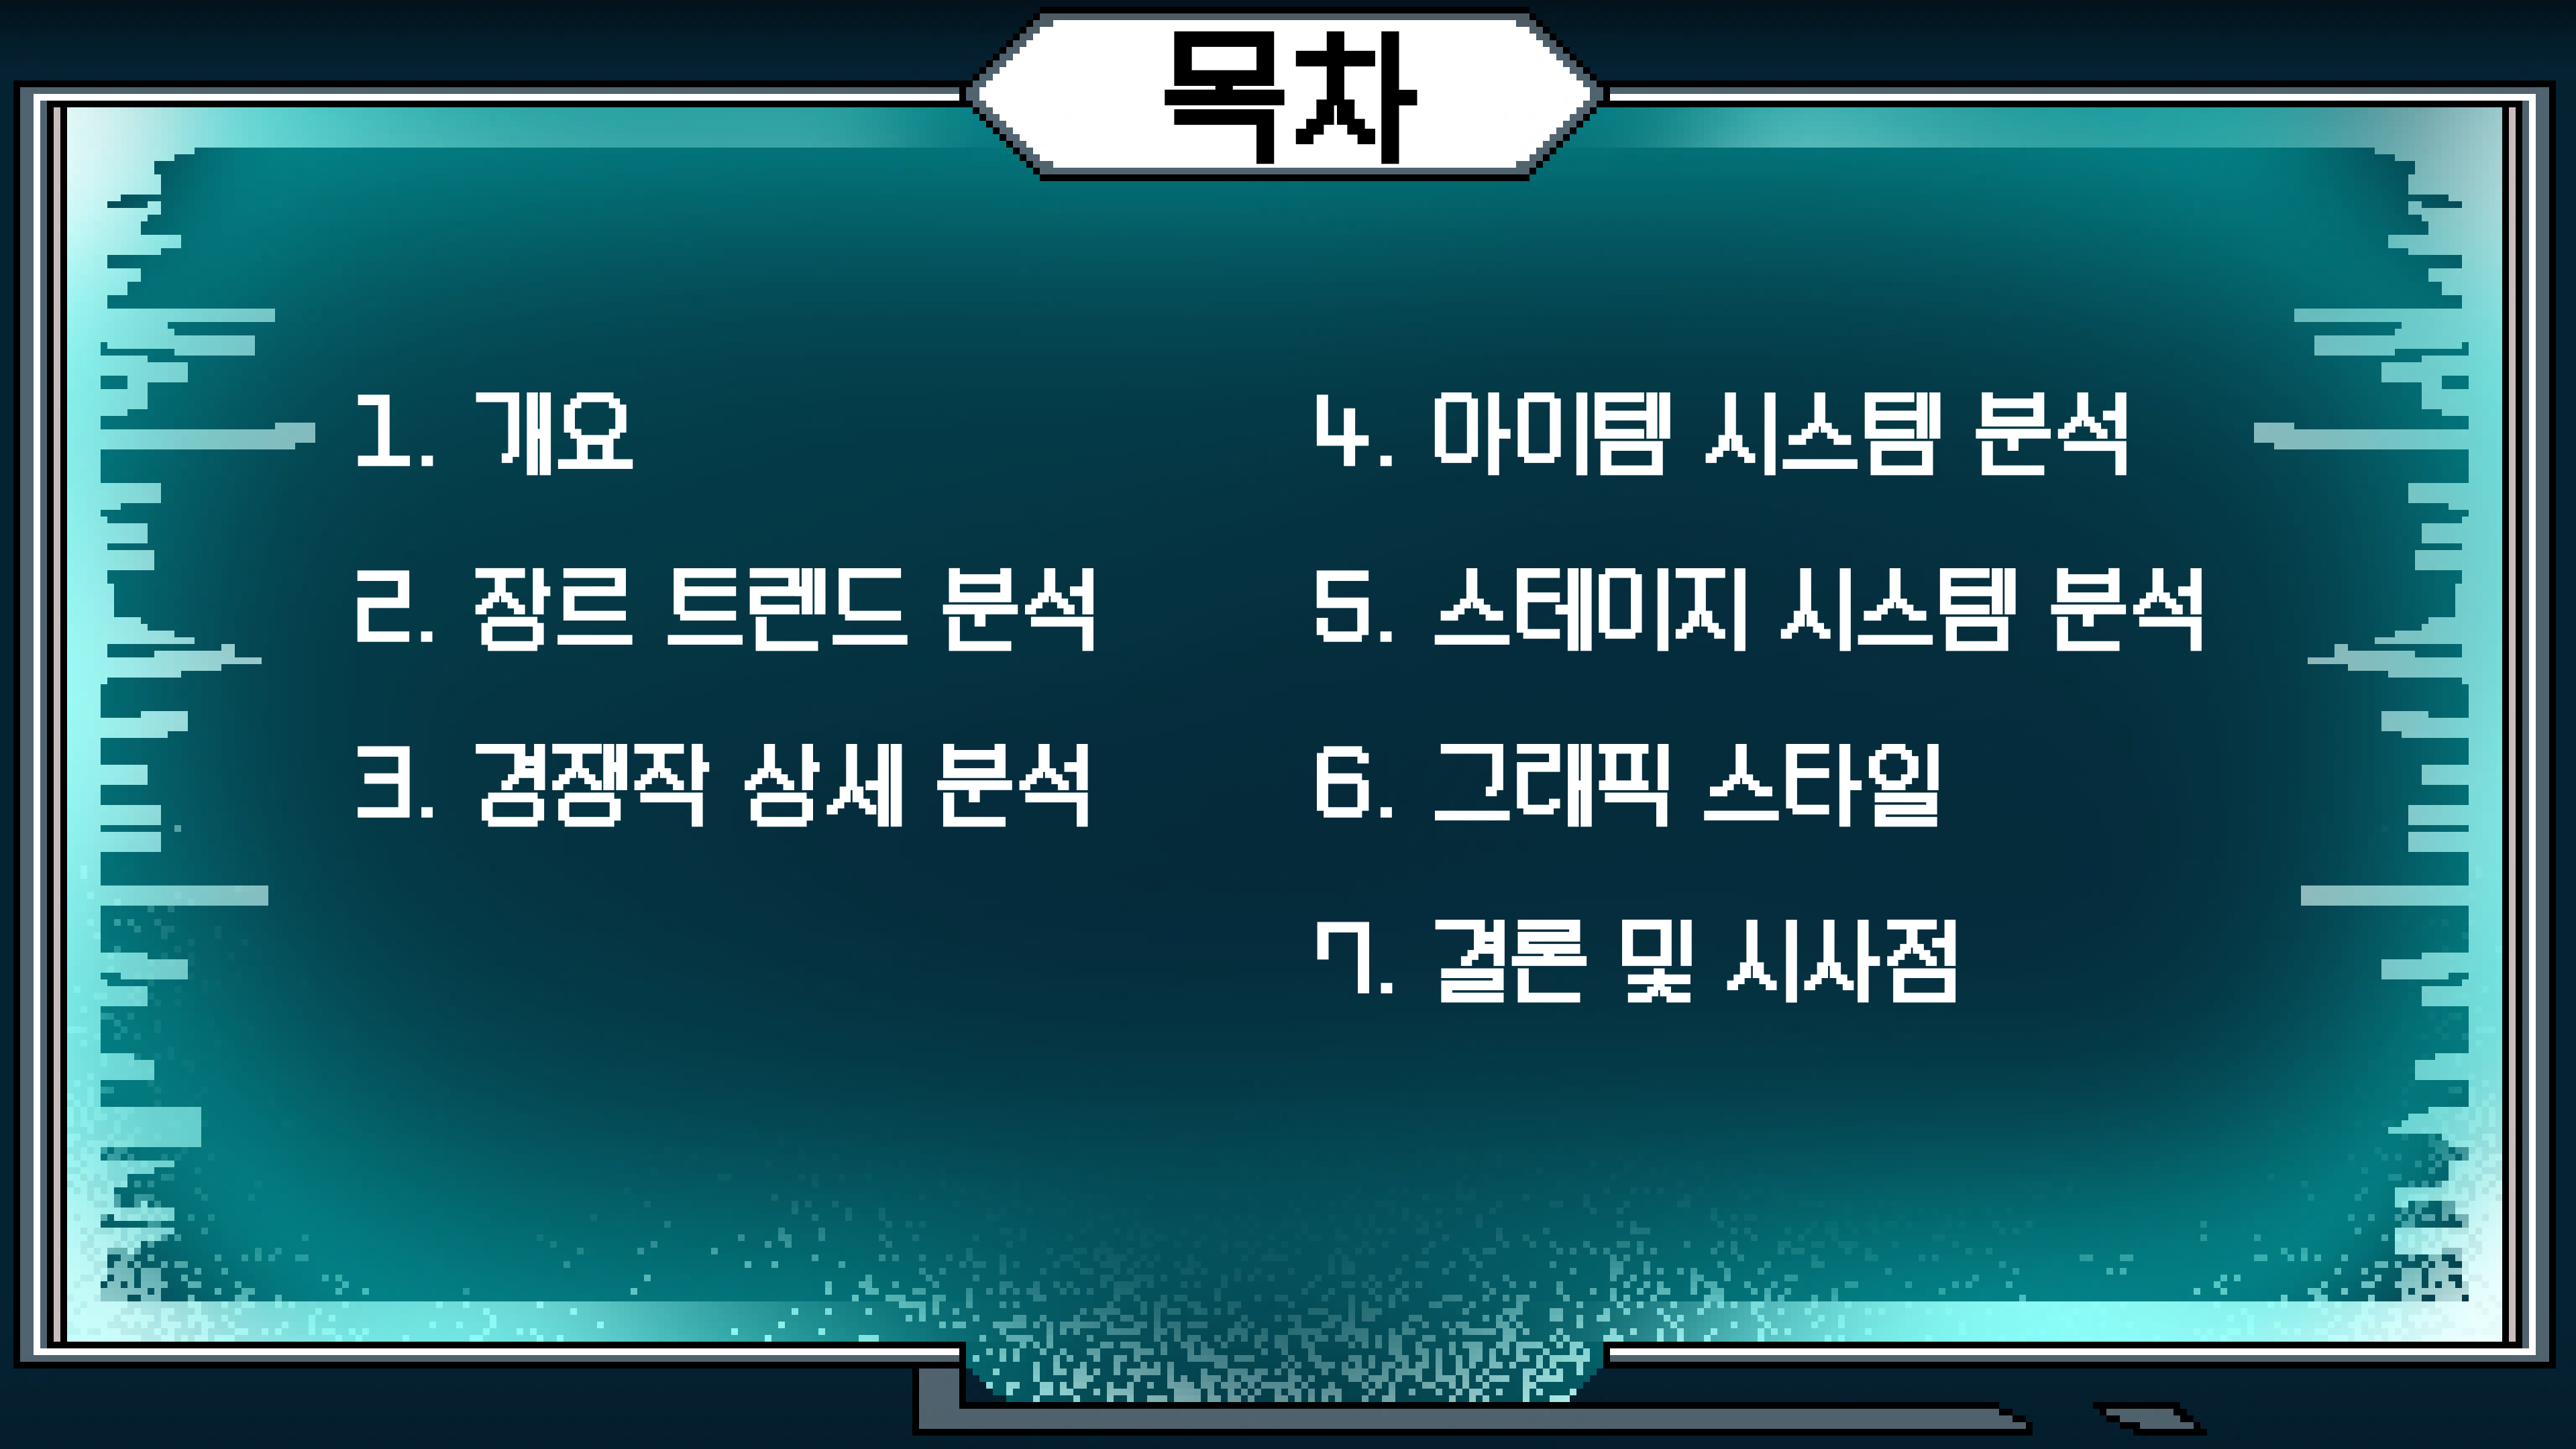 목차
1. 개요
2. 장르 트렌드 분석
3. 경쟁작 상세 분석
4. 아이템 시스템 분석
5. 스테이지 시스템 분석
6. 그래픽 스타일
7. 결론 및 시사점